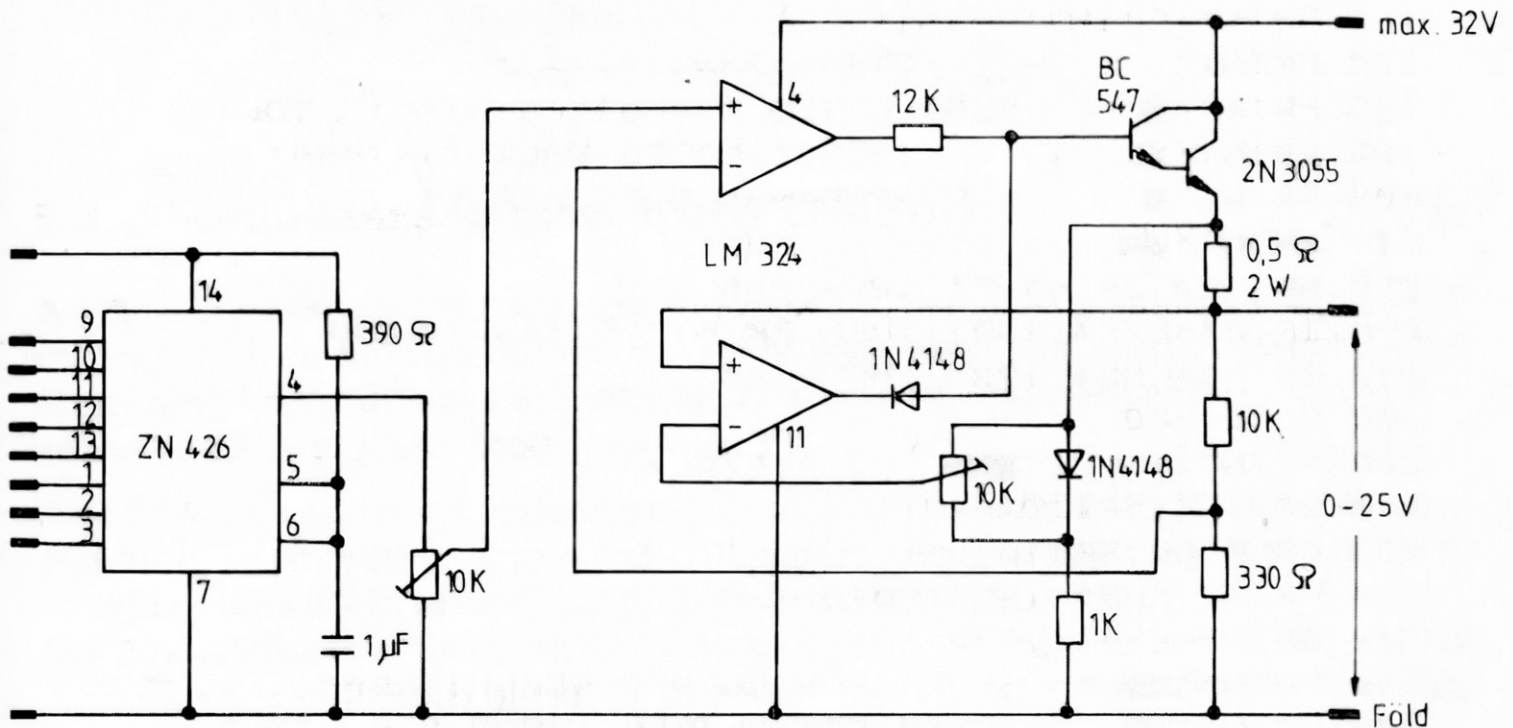 max. 32V
BC
547
4
12K
+
-
2N3055
LM 324
0,5 Ω
2W
14
390 Ω
9
10
11
12
13
1
2
3
ZN 426
4
5
6
7
+
-
11
1N4148
10K
1N4148
10K
0-25V
10K
330 Ω
1K
1µF
Föld